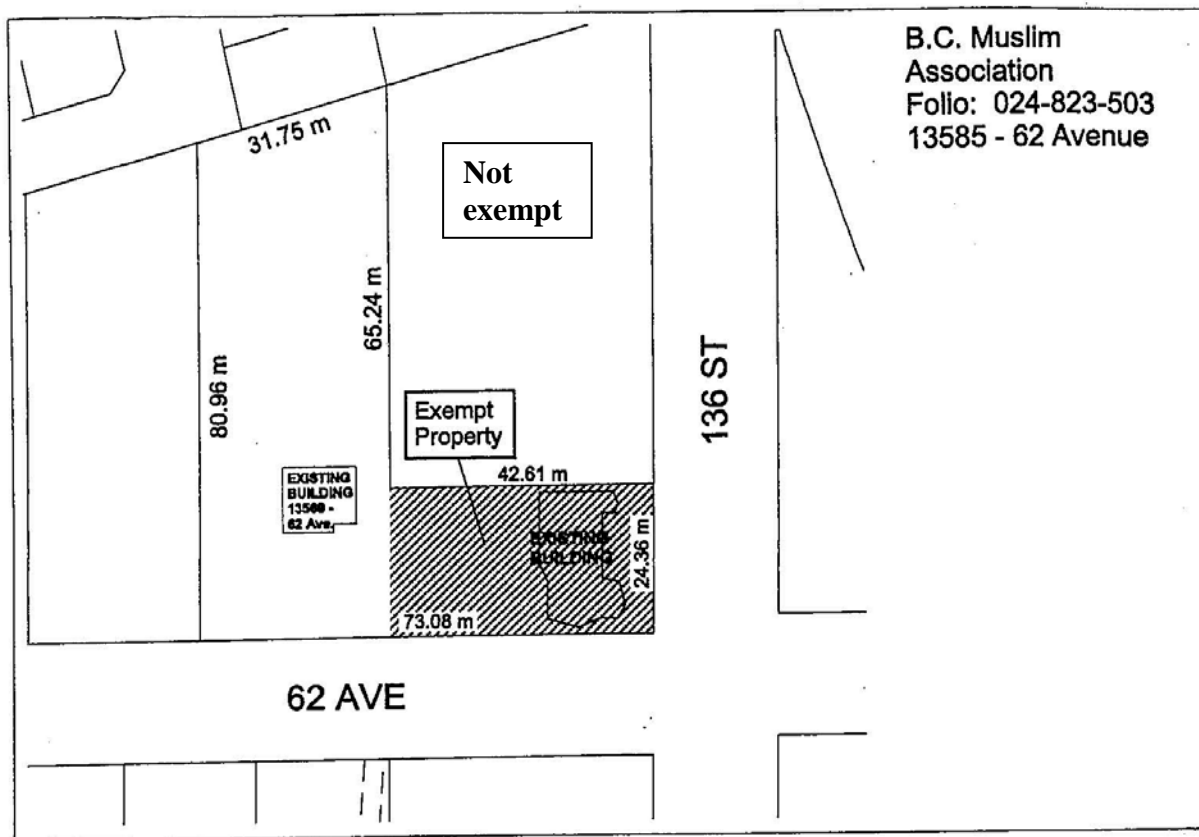 B.C. Muslim
Association
Folio: 024-823-503
13585 - 62 Avenue
31.75 m
Not
exempt
65.24 m
80.96 m
136 ST
Exempt
Property
42.61 m
EXISTING
BUILDING
13569 -
62 Ave.
EXISTING
BUILDING
24.36 m
73.08 m
62 AVE